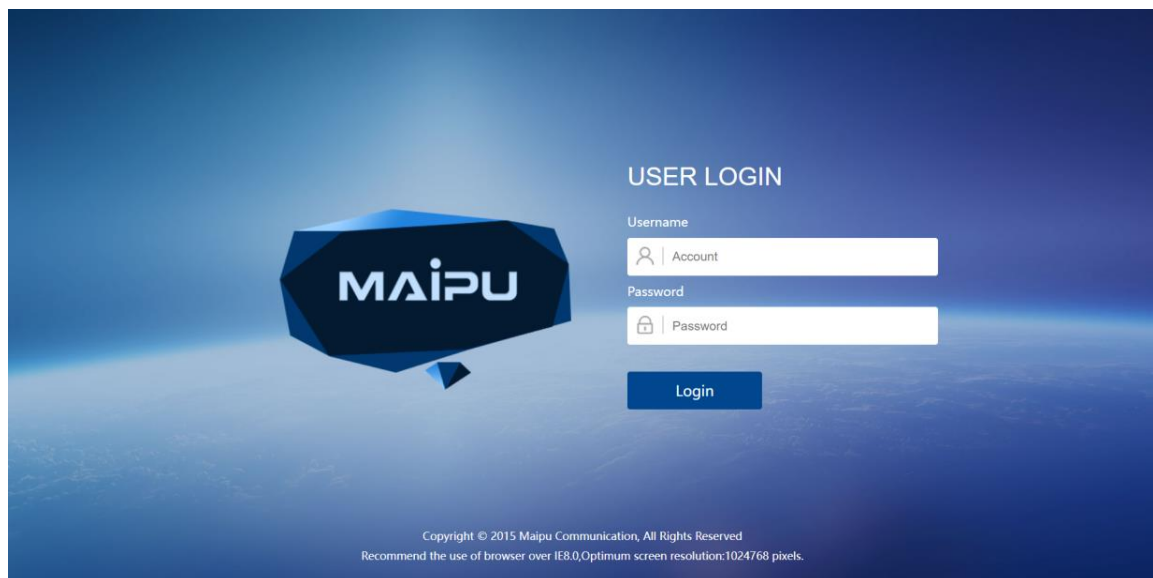 MAIPU
USER LOGIN
Username
Account
Password
Password
Login
Copyright © 2015 Maipu Communication, All Rights Reserved
Recommend the use of browser over IE8.0,Optimum screen resolution:1024768 pixels.